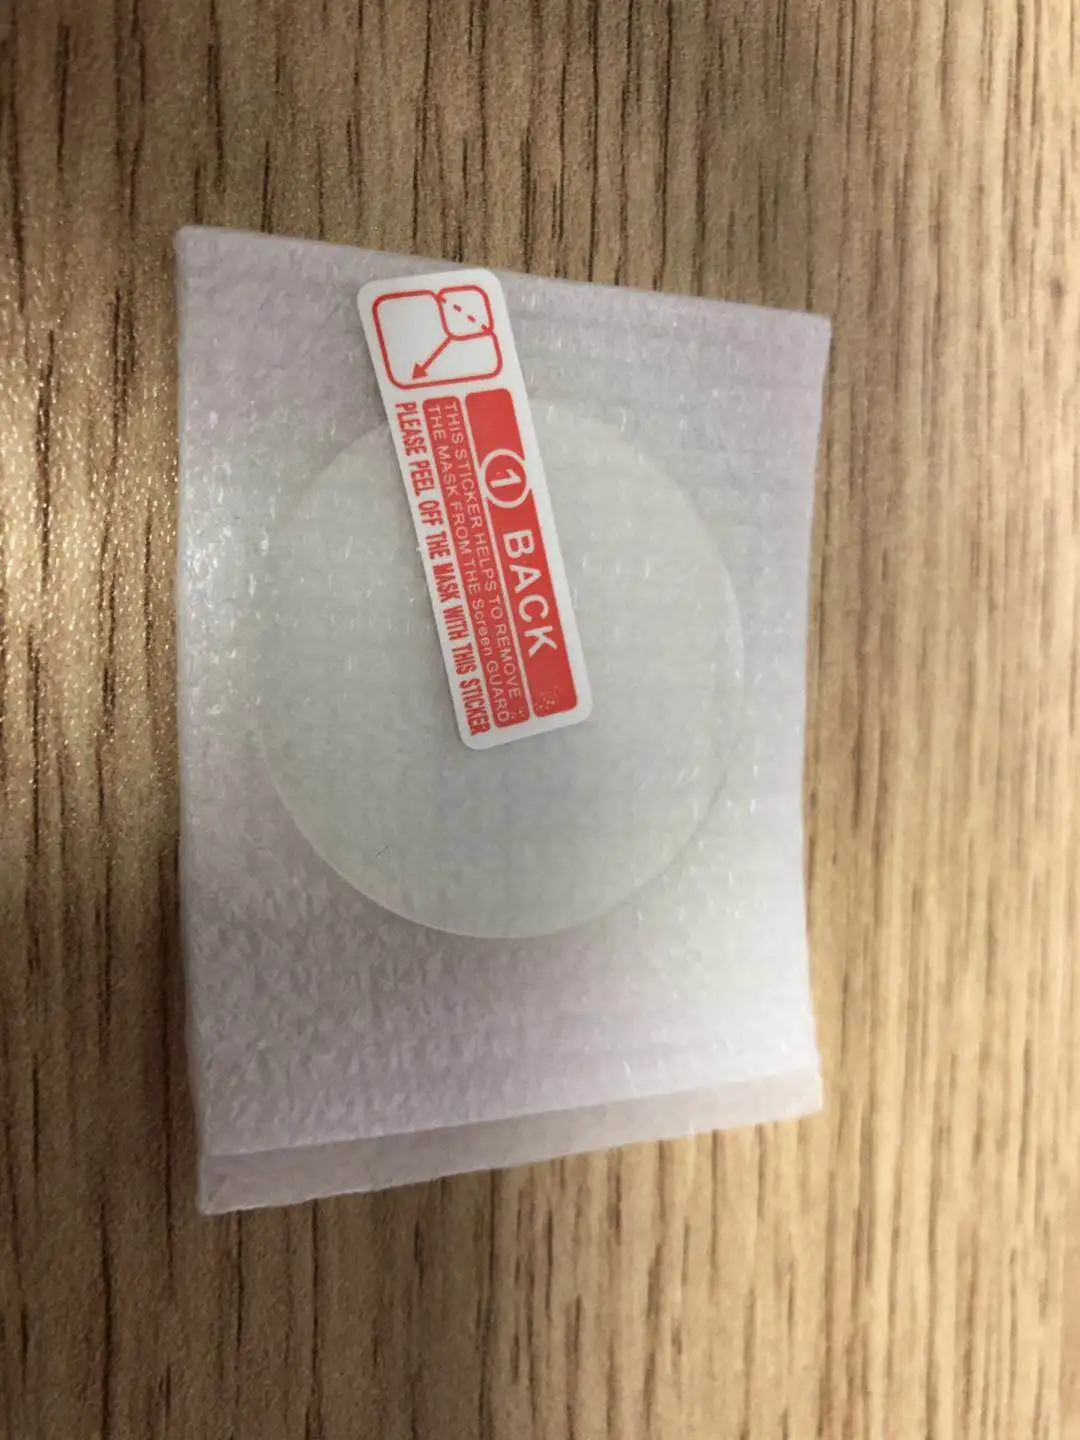 1 BACK
THIS STICKER HELPS TO REMOVE
THE MASK FROM THE Screen GUARD
PLEASE PEEL OFF THE MASK WITH THIS STICKER